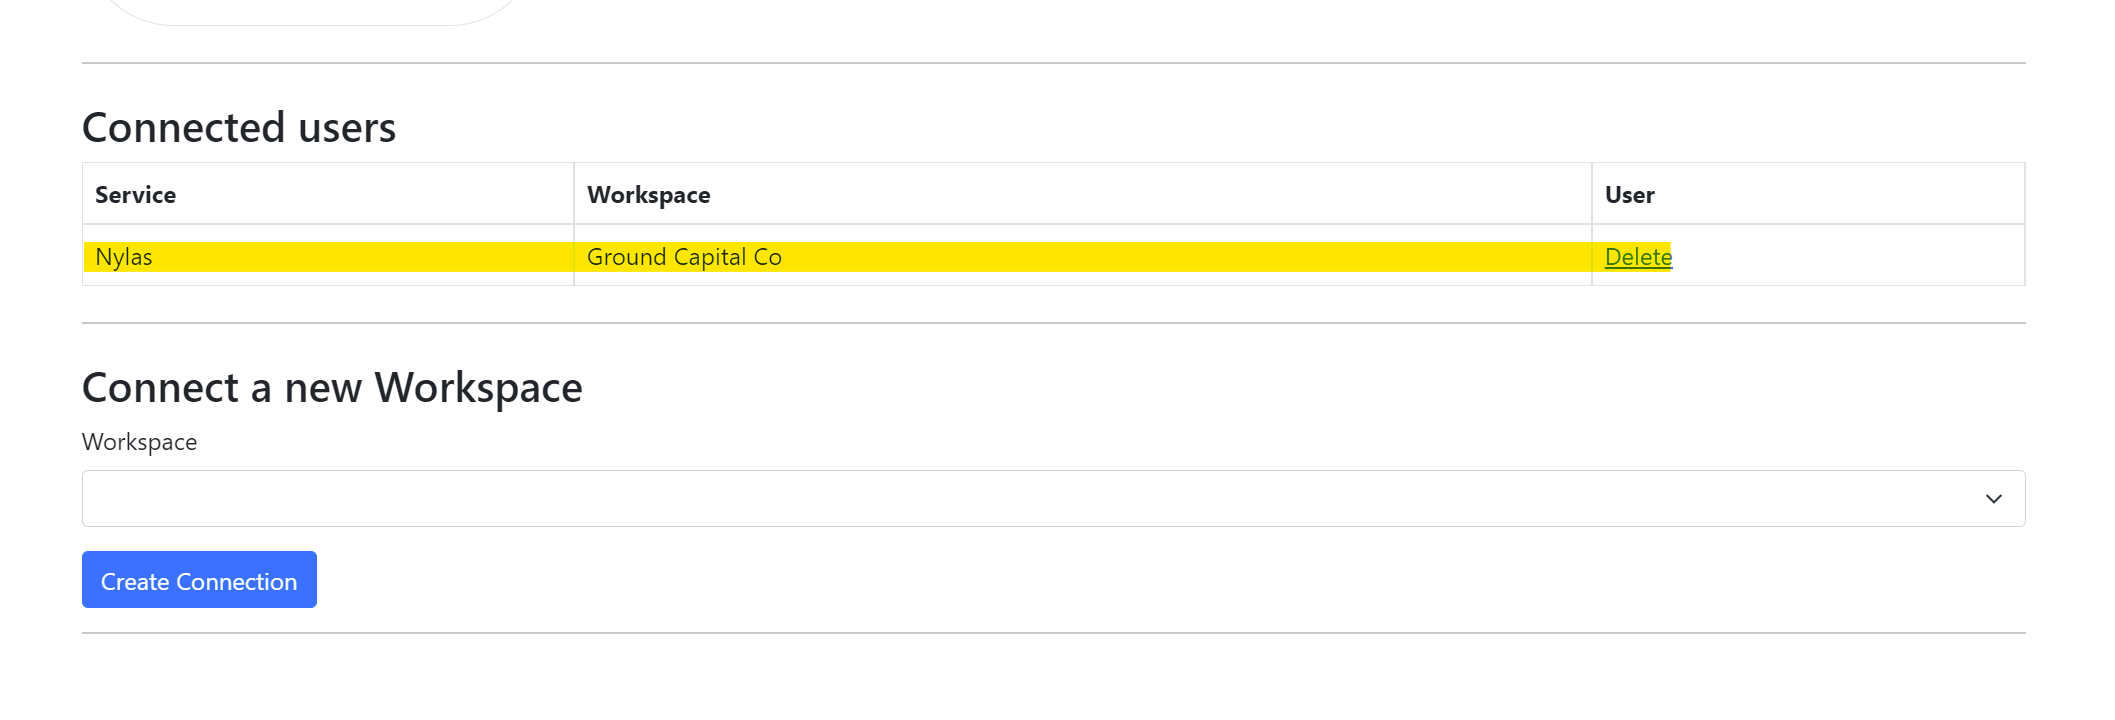 Connected users
Service Workspace User
Nylas Ground Capital Co Delete
Connect a new Workspace
Workspace
Create Connection